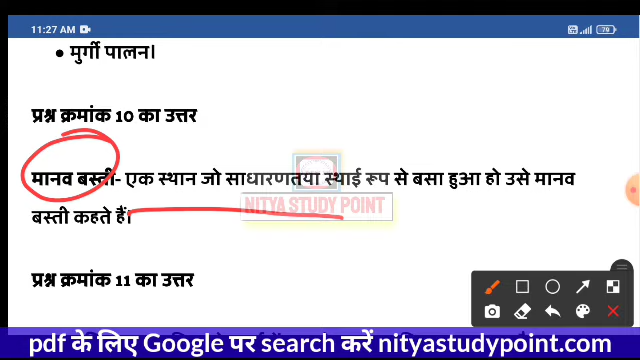 11:27 AM
79
• मुर्गी पालन।
प्रश्न क्रमांक 10 का उत्तर
मानव बस्ती- एक स्थान जो साधारणतया स्थाई रूप से बसा हुआ हो उसे मानव
बस्ती कहते हैं।
NITYA STUDY POINT
प्रश्न क्रमांक 11 का उत्तर
pdf के लिए Google पर search करें nityastudypoint.com